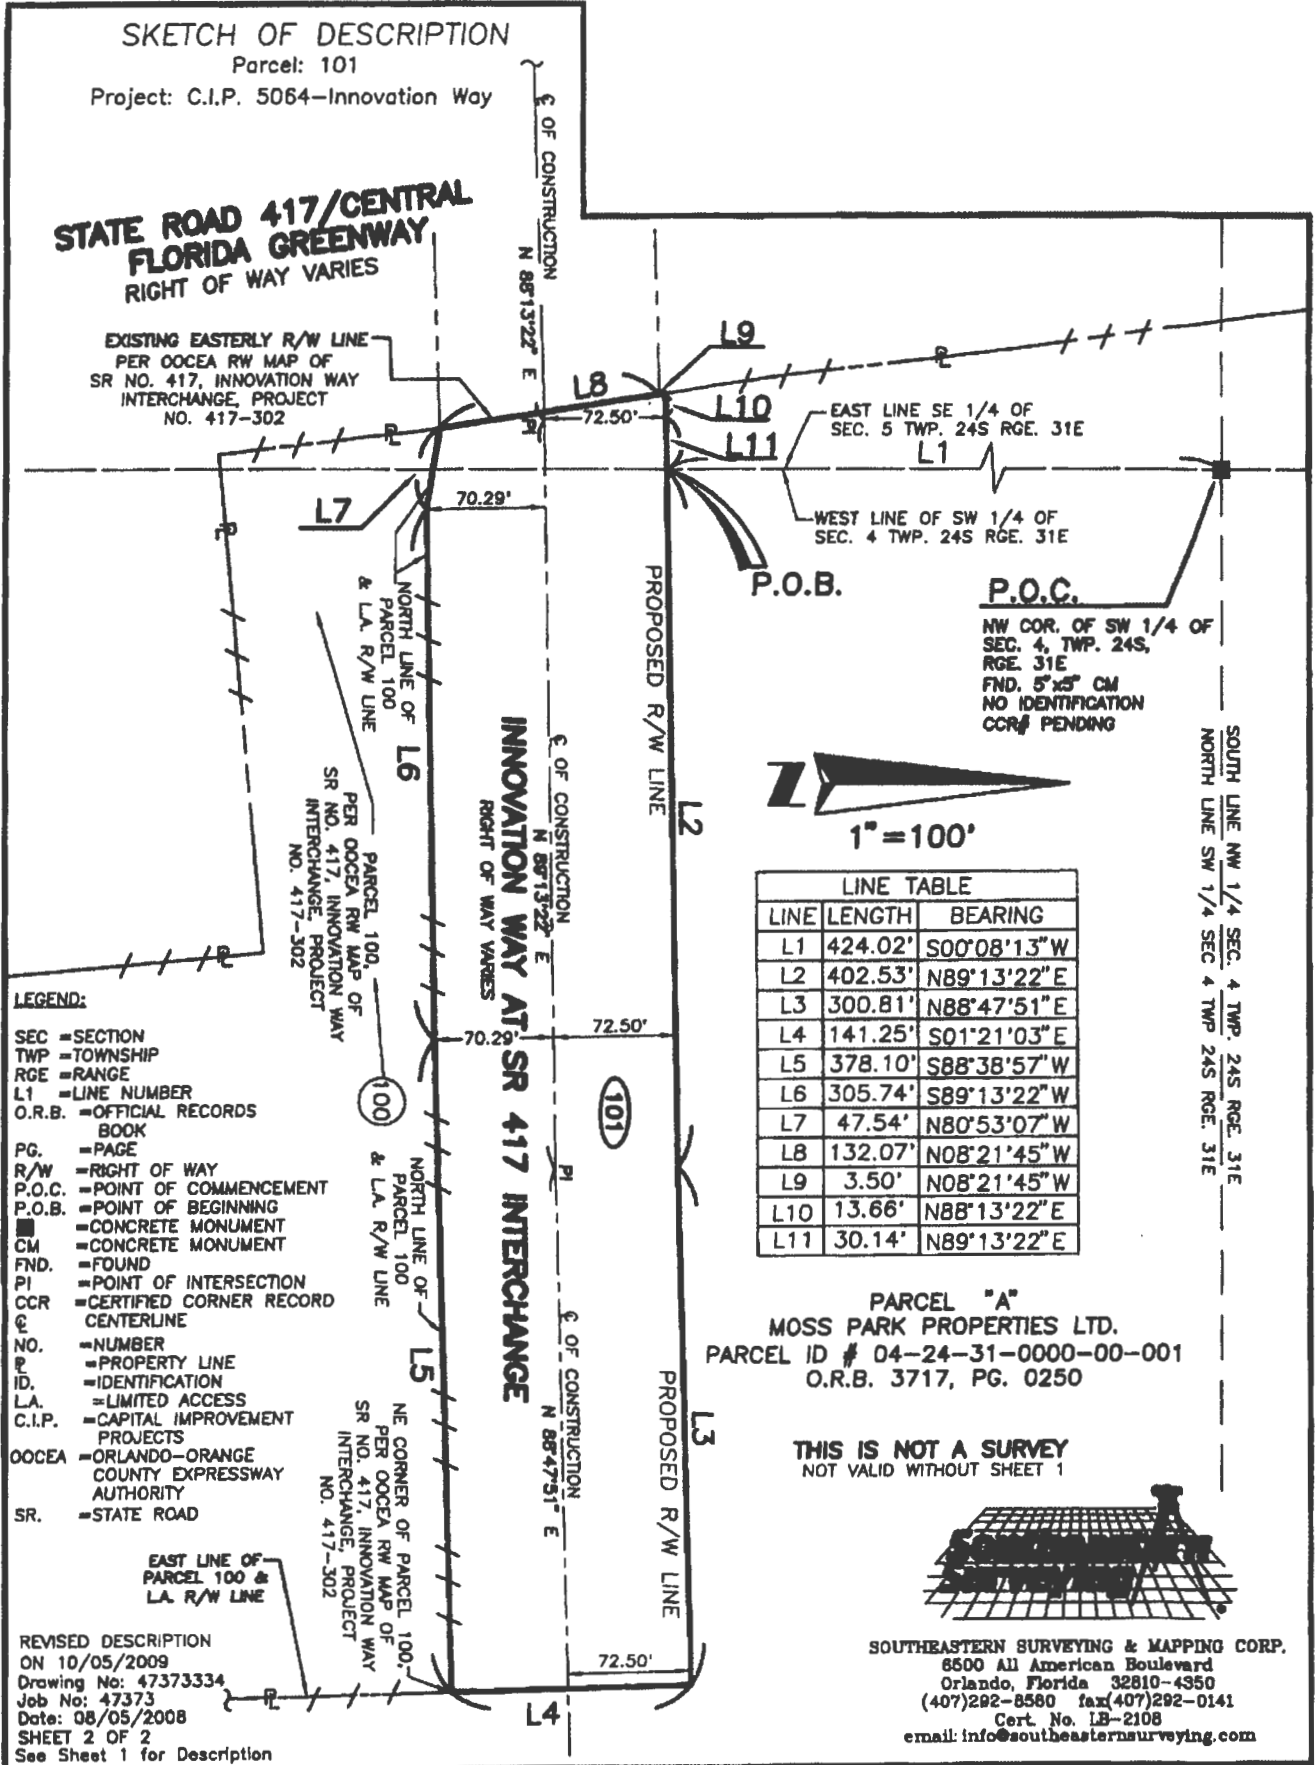 SKETCH OF DESCRIPTION
Parcel: 101
Project: C.I.P. 5064–Innovation Way
STATE ROAD 417/CENTRAL
FLORIDA GREENWAY
RIGHT OF WAY VARIES
℄ OF CONSTRUCTION
N 88°13'22" E
EXISTING EASTERLY R/W LINE
PER OOCEA RW MAP OF
SR NO. 417, INNOVATION WAY
INTERCHANGE, PROJECT
NO. 417-302
L9
L8
72.50'
L10
L11
PI
EAST LINE SE 1/4 OF
SEC. 5 TWP. 24S RGE. 31E
L1
WEST LINE OF SW 1/4 OF
SEC. 4 TWP. 24S RGE. 31E
L7
70.29'
P.O.B.
P.O.C.
NW COR. OF SW 1/4 OF
SEC. 4, TWP. 24S,
RGE. 31E
FND. 5"x5" CM
NO IDENTIFICATION
CCR# PENDING
NORTH LINE OF
PARCEL 100
& L.A. R/W LINE
L6
PROPOSED R/W LINE
L2
SOUTH LINE NW 1/4 SEC. 4 TWP. 24S RGE. 31E
NORTH LINE SW 1/4 SEC 4 TWP 24S RGE. 31E
PARCEL 100,
PER OOCEA RW MAP OF
SR NO. 417, INNOVATION WAY
INTERCHANGE, PROJECT
NO. 417-302
INNOVATION WAY AT SR 417 INTERCHANGE
RIGHT OF WAY VARIES
℄ OF CONSTRUCTION
N 89°13'22" E
N
1"=100'
LINE TABLE
LINE LENGTH BEARING
L1 424.02' S00°08'13"W
L2 402.53' N89°13'22"E
L3 300.81' N88°47'51"E
L4 141.25' S01°21'03"E
L5 378.10' S88°38'57"W
L6 305.74' S89°13'22"W
L7 47.54' N80°53'07"W
L8 132.07' N08°21'45"W
L9 3.50' N08°21'45"W
L10 13.66' N88°13'22"E
L11 30.14' N89°13'22"E
70.29'
72.50'
100
101
PI
LEGEND:
SEC =SECTION
TWP =TOWNSHIP
RGE =RANGE
L1 =LINE NUMBER
O.R.B. =OFFICIAL RECORDS
BOOK
PG. =PAGE
R/W =RIGHT OF WAY
P.O.C. =POINT OF COMMENCEMENT
P.O.B. =POINT OF BEGINNING
=CONCRETE MONUMENT
CM =CONCRETE MONUMENT
FND. =FOUND
PI =POINT OF INTERSECTION
CCR =CERTIFIED CORNER RECORD
℄ CENTERLINE
NO. =NUMBER
PL =PROPERTY LINE
ID. =IDENTIFICATION
L.A. =LIMITED ACCESS
C.I.P. =CAPITAL IMPROVEMENT
PROJECTS
OOCEA =ORLANDO-ORANGE
COUNTY EXPRESSWAY
AUTHORITY
SR. =STATE ROAD
NORTH LINE OF
PARCEL 100
& L.A. R/W LINE
L5
℄ OF CONSTRUCTION
N 88°47'51" E
PROPOSED R/W LINE
L3
PARCEL "A"
MOSS PARK PROPERTIES LTD.
PARCEL ID # 04-24-31-0000-00-001
O.R.B. 3717, PG. 0250
THIS IS NOT A SURVEY
NOT VALID WITHOUT SHEET 1
NE CORNER OF PARCEL 100,
PER OOCEA RW MAP OF
SR NO. 417, INNOVATION WAY
INTERCHANGE, PROJECT
NO. 417-302
EAST LINE OF
PARCEL 100 &
L.A. R/W LINE
72.50'
L4
REVISED DESCRIPTION
ON 10/05/2009
Drawing No: 47373334
Job No: 47373
Date: 08/05/2008
SHEET 2 OF 2
See Sheet 1 for Description
SOUTHEASTERN SURVEYING & MAPPING CORP.
6500 All American Boulevard
Orlando, Florida 32810-4350
(407)292-8580 fax(407)292-0141
Cert. No. LB-2108
email: info@southeasternsurveying.com